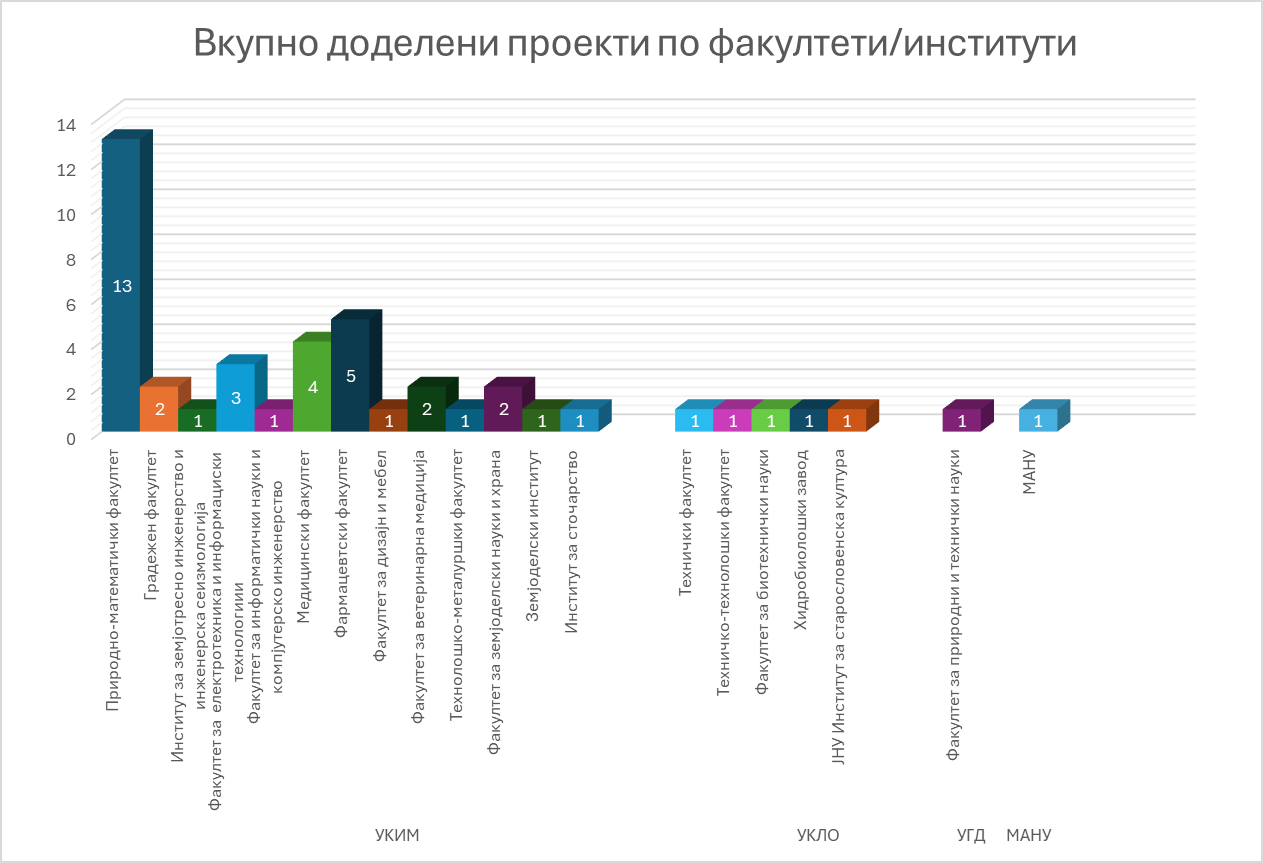 Вкупно доделени проекти по факултети/институти
14
12
10
8
6
4
2
0
13
2
1
3
1
4
5
1
2
1
2
1
1
1
1
1
1
1
1
1
Природно-математички факултет
Градежен факултет
Институт за земјотресно инженерство и
инженерска сеизмологија
Факултет за електротехника и информациски
технологиии
Факултет за информатички науки и
компјутерско инженерство
Медицински факултет
Фармацевтски факултет
Факултет за дизајн и мебел
Факултет за ветеринарна медиција
Технолошко-металуршки факултет
Факултет за земјоделски науки и храна
Земјоделски институт
Институт за сточарство
Технички факултет
Техничко-технолошки факултет
Факултет за биотехнички науки
Хидробиолошки завод
ЈНУ Институт за старословенска култура
Факултет за природни и технички науки
МАНУ
УКИМ
УКЛО
УГД
МАНУ